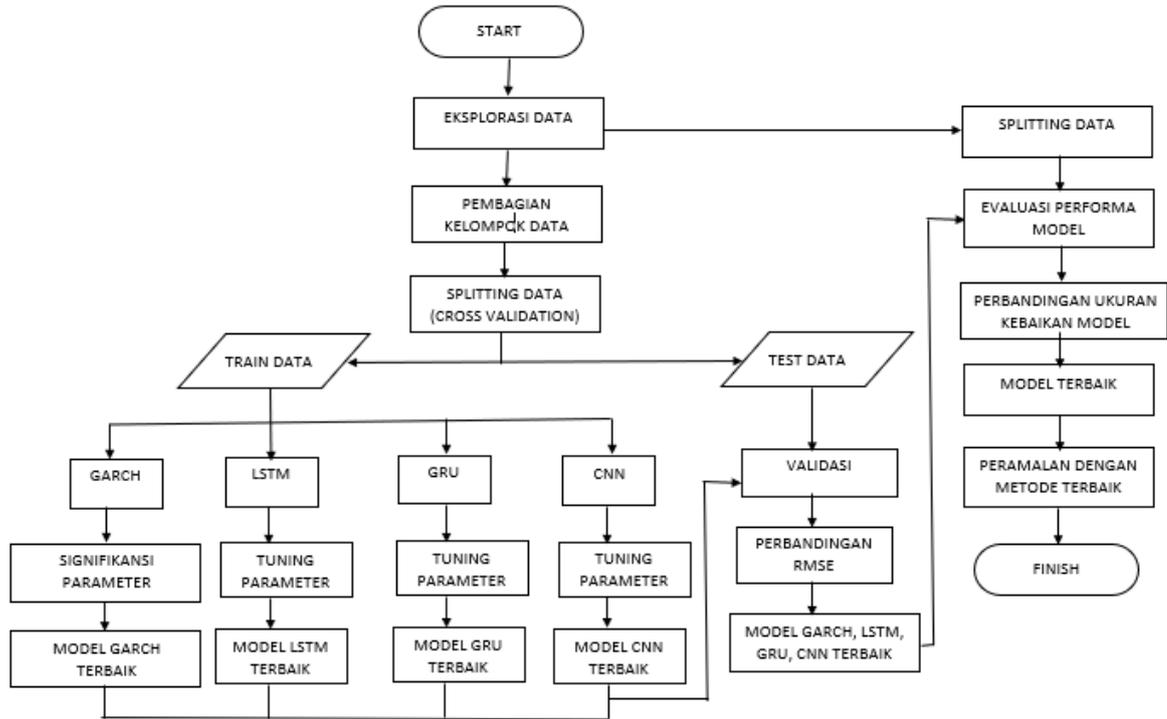 START
EKSPLORASI DATA
PEMBAGIAN
KELOMPOK DATA
SPLITTING DATA
(CROSS VALIDATION)
TRAIN DATA
TEST DATA
GARCH
LSTM
GRU
CNN
SIGNIFIKANSI
PARAMETER
TUNING
PARAMETER
TUNING
PARAMETER
TUNING
PARAMETER
MODEL GARCH
TERBAIK
MODEL LSTM
TERBAIK
MODEL GRU
TERBAIK
MODEL CNN
TERBAIK
VALIDASI
PERBANDINGAN
RMSE
MODEL GARCH, LSTM,
GRU, CNN TERBAIK
SPLITTING DATA
EVALUASI PERFORMA
MODEL
PERBANDINGAN UKURAN
KEBAIKAN MODEL
MODEL TERBAIK
PERAMALAN DENGAN
METODE TERBAIK
FINISH